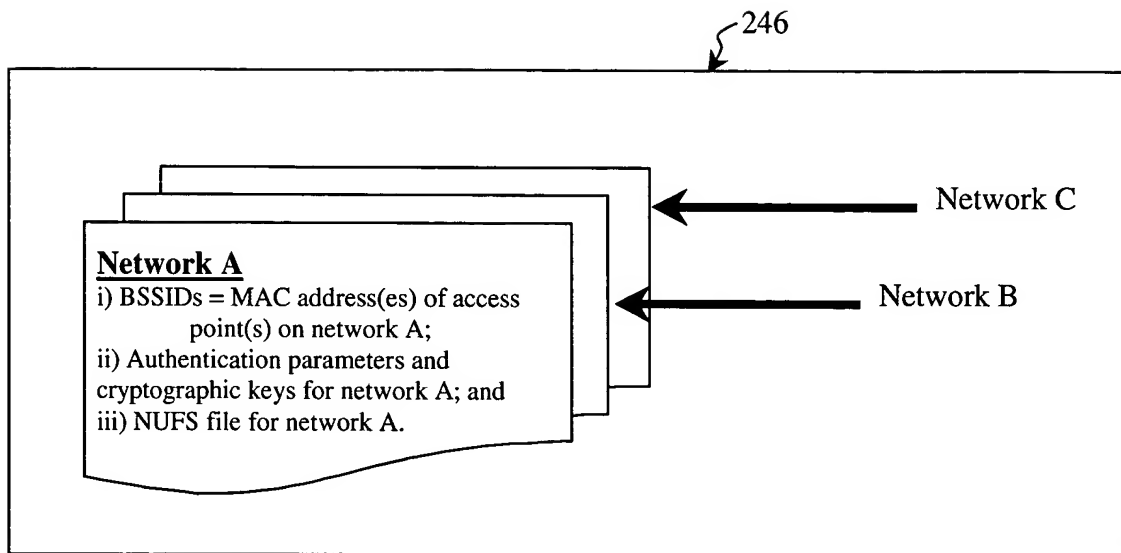 246
Network C
Network B
Network A
i) BSSIDs = MAC address(es) of access
point(s) on network A;
ii) Authentication parameters and
cryptographic keys for network A; and
iii) NUFS file for network A.